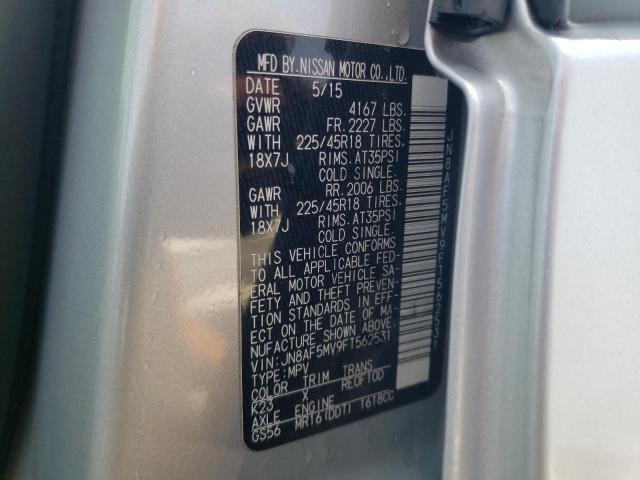 MFD BY.NISSAN MOTOR CO.,LTD.
DATE 5/15
GVWR 4167 LBS.
GAWR FR.2227 LBS.
WITH 225/45R18 TIRES.
18X7J RIMS.AT35PSI
COLD SINGLE.
GAWR RR.2006 LBS.
WITH 225/45R18 TIRES.
18X7J RIMS.AT35PSI
COLD SINGLE.
THIS VEHICLE CONFORMS
TO ALL APPLICABLE FED-
ERAL MOTOR VEHICLE SA-
FETY AND THEFT PREVEN-
TION STANDARDS IN EFF-
ECT ON THE DATE OF MA-
NUFACTURE SHOWN ABOVE.
VIN: JN8AF5MV9FT562531
TYPE:MPV
COLOR TRIM TRANS
K23 X RE0F10D
AXLE ENGINE
GS56 MR16(DDT) 1618CC
JN8AF5MV9FT562531